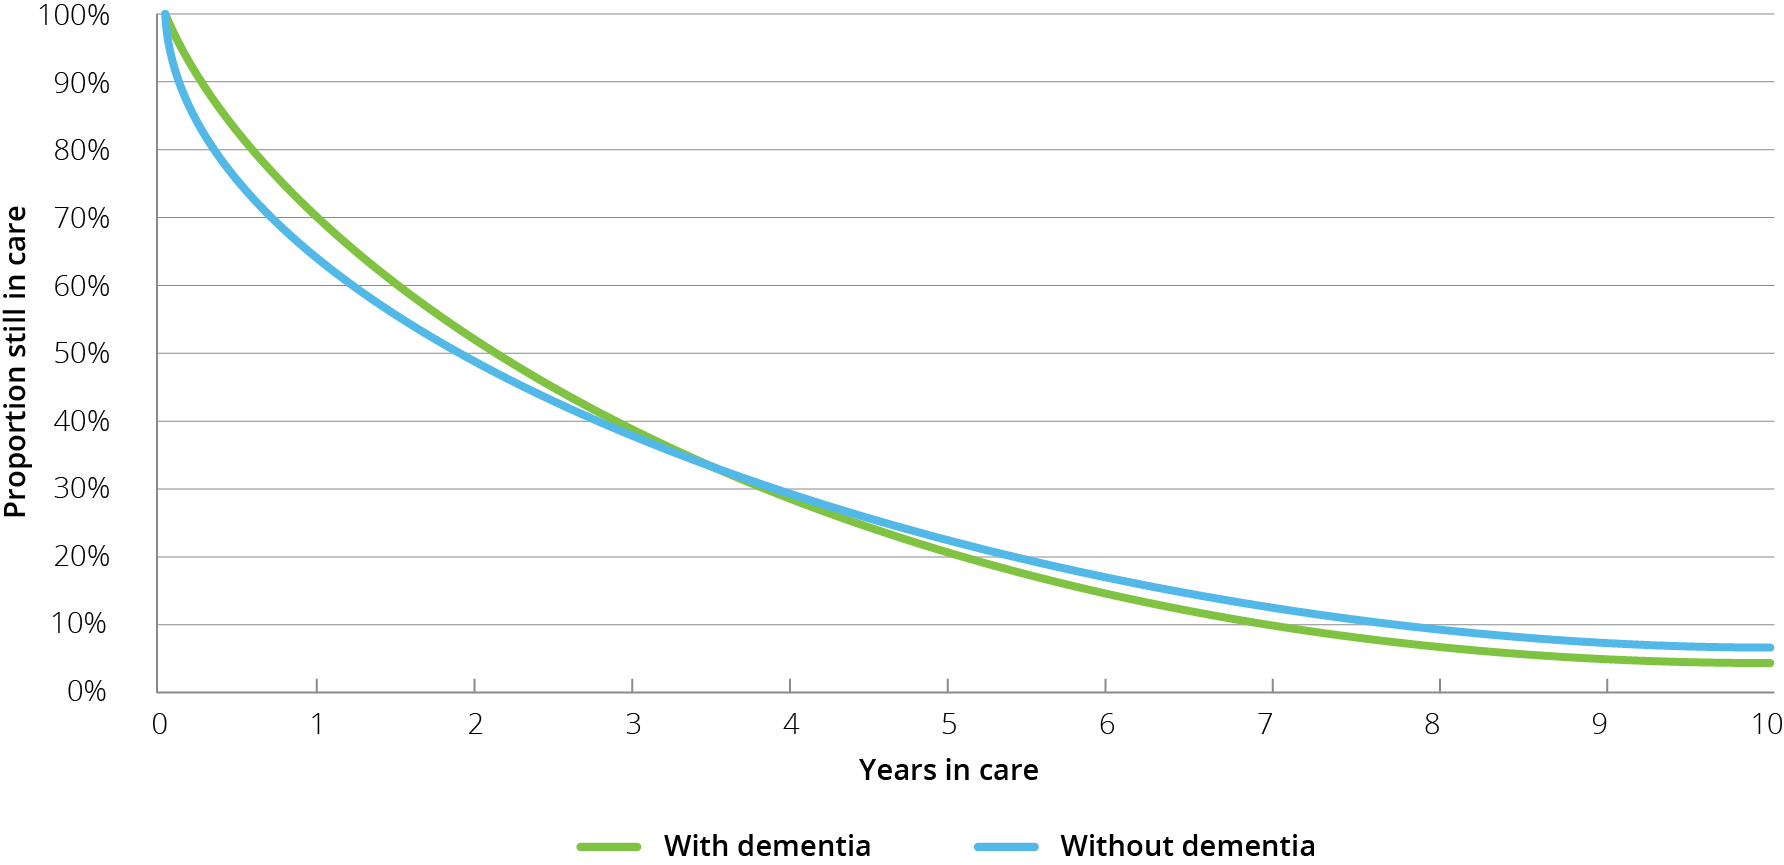 100%
90%
80%
70%
60%
50%
40%
30%
20%
10%
0%
Proportion still in care
0 1 2 3 4 5 6 7 8 9 10
Years in care
With dementia Without dementia